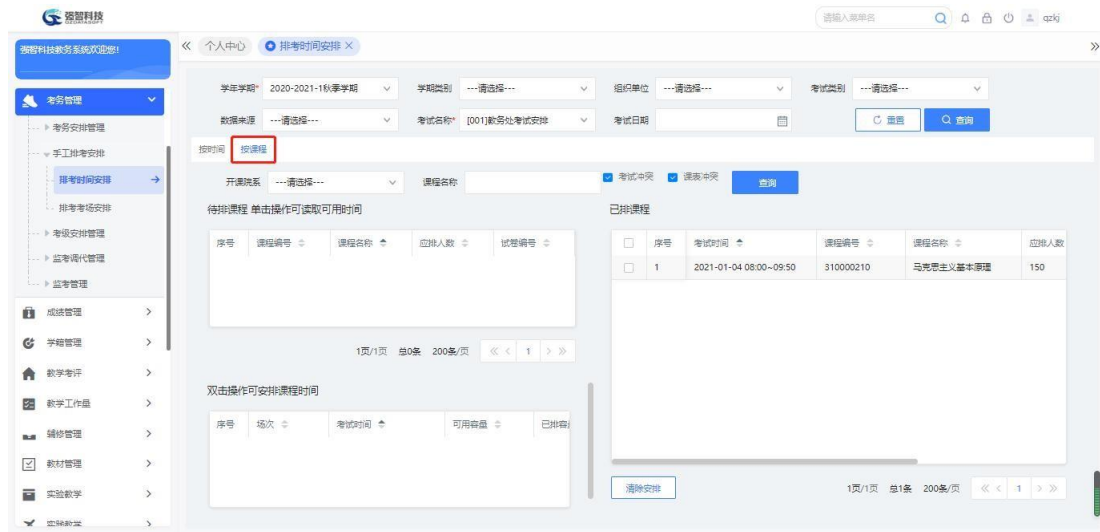 强智科技
QZDATASOFT
请输入菜单名
qzkj
强智科技教务系统欢迎您!
个人中心
排考时间安排
考务管理
考务安排管理
手工排考安排
排考时间安排
排考考场安排
考级安排管理
监考调代管理
监考管理
成绩管理
学籍管理
教学考评
教学工作量
辅修管理
教材管理
实验教学
实验教学
学年学期* 2020-2021-1秋季学期 学期类别 ---请选择--- 组织单位 ---请选择--- 考试类别 ---请选择---
数据来源 ---请选择--- 考试名称* [001]教务处考试安排 考试日期 重置 查询
按时间 按课程
开课院系 ---请选择--- 课程名称 考试冲突 课表冲突 查询
待排课程 单击操作可读取可用时间
序号 课程编号 课程名称 应排人数 试卷编号
1页/1页 总0条 200条/页 1
双击操作可安排课程时间
序号 场次 考试时间 可用容量 已排容
已排课程
序号 考试时间 课程编号 课程名称 应排人数
1 2021-01-04 08:00~09:50 310000210 马克思主义基本原理 150
清除安排 1页/1页 总1条 200条/页 1